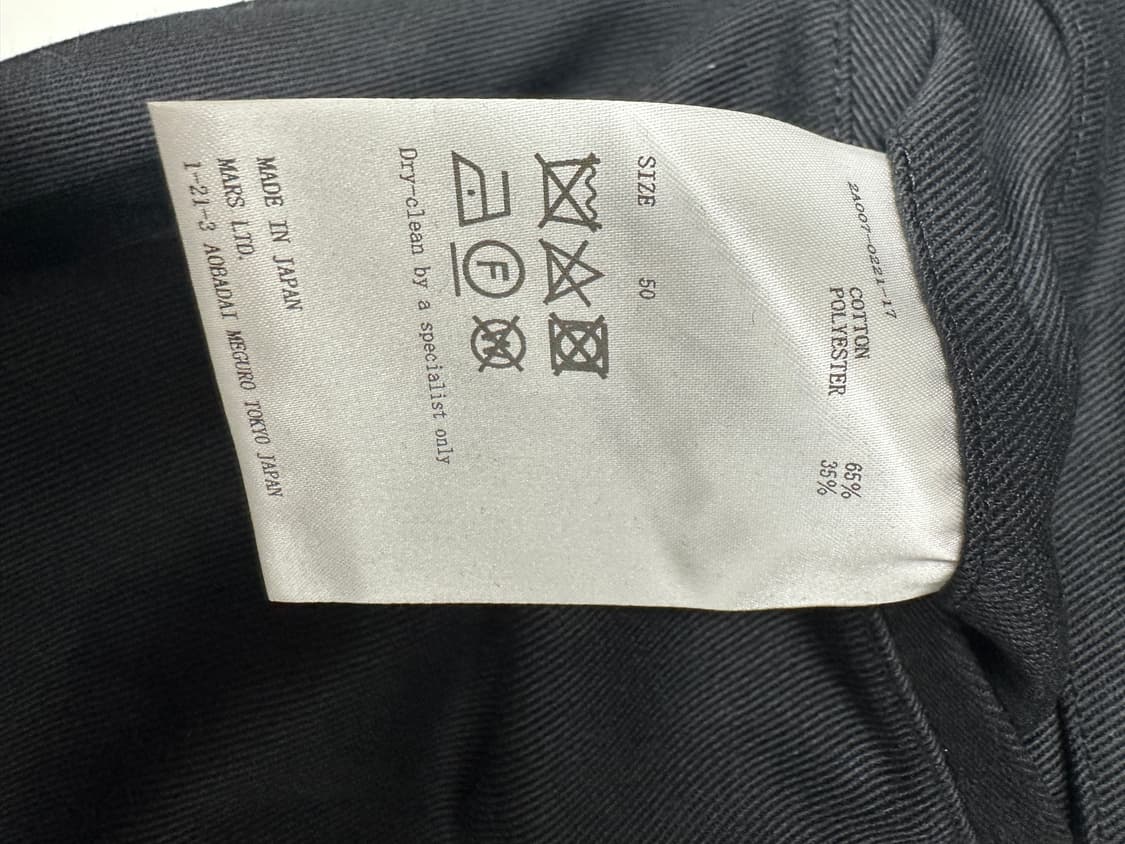 2A007-0221-17
COTTON 65%
POLYESTER 35%
SIZE 50
F
W
Dry-clean by a specialist only
MADE IN JAPAN
MARS LTD.
1-21-3 AOBADAI MEGURO TOKYO JAPAN